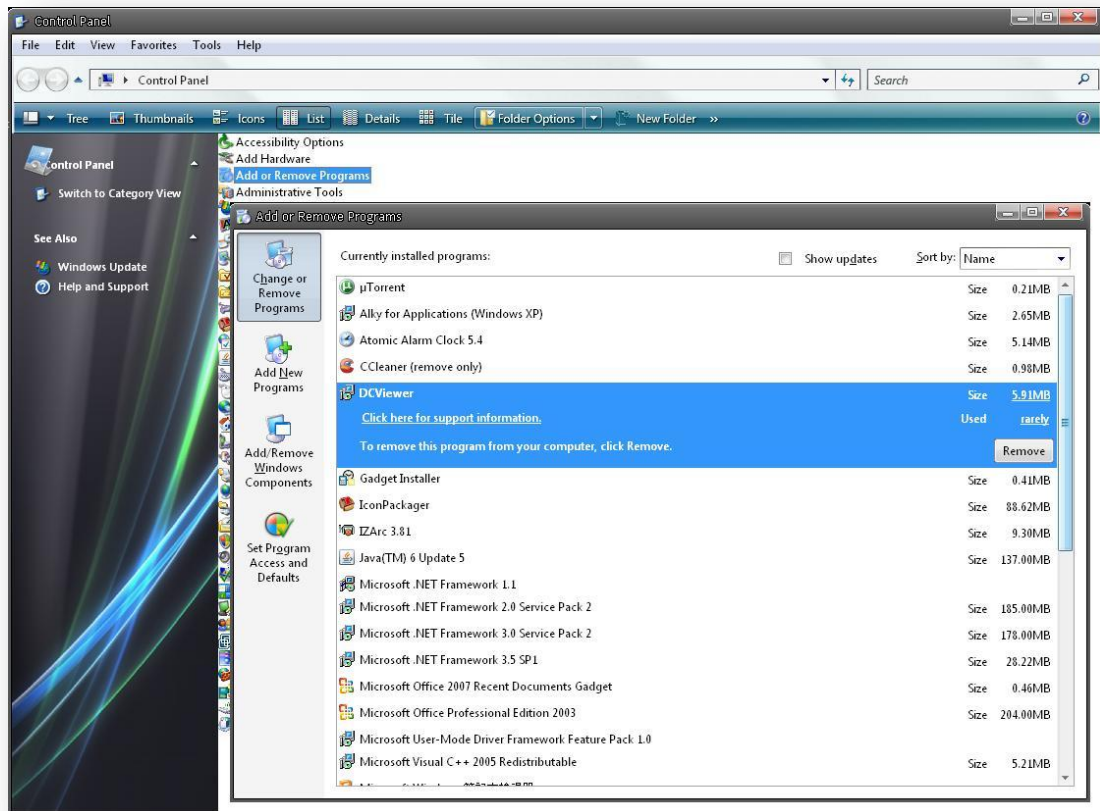 Control Panel
File Edit View Favorites Tools Help
Control Panel
Search
Tree Thumbnails Icons List Details Tile Folder Options New Folder »
Control Panel
Switch to Category View
See Also
Windows Update
Help and Support
Accessibility Options
Add Hardware
Add or Remove Programs
Administrative Tools
Add or Remove Programs
Change or
Remove
Programs
Add New
Programs
Add/Remove
Windows
Components
Set Program
Access and
Defaults
Currently installed programs: Show updates Sort by: Name
µTorrent Size 0.21MB
Alky for Applications (Windows XP) Size 2.65MB
Atomic Alarm Clock 5.4 Size 5.14MB
CCleaner (remove only) Size 0.98MB
DCViewer Size 5.91MB
Click here for support information. Used rarely
To remove this program from your computer, click Remove. Remove
Gadget Installer Size 0.41MB
IconPackager Size 88.62MB
IZArc 3.81 Size 9.30MB
Java(TM) 6 Update 5 Size 137.00MB
Microsoft .NET Framework 1.1
Microsoft .NET Framework 2.0 Service Pack 2 Size 185.00MB
Microsoft .NET Framework 3.0 Service Pack 2 Size 178.00MB
Microsoft .NET Framework 3.5 SP1 Size 28.22MB
Microsoft Office 2007 Recent Documents Gadget Size 0.46MB
Microsoft Office Professional Edition 2003 Size 204.00MB
Microsoft User-Mode Driver Framework Feature Pack 1.0
Microsoft Visual C++ 2005 Redistributable Size 5.21MB